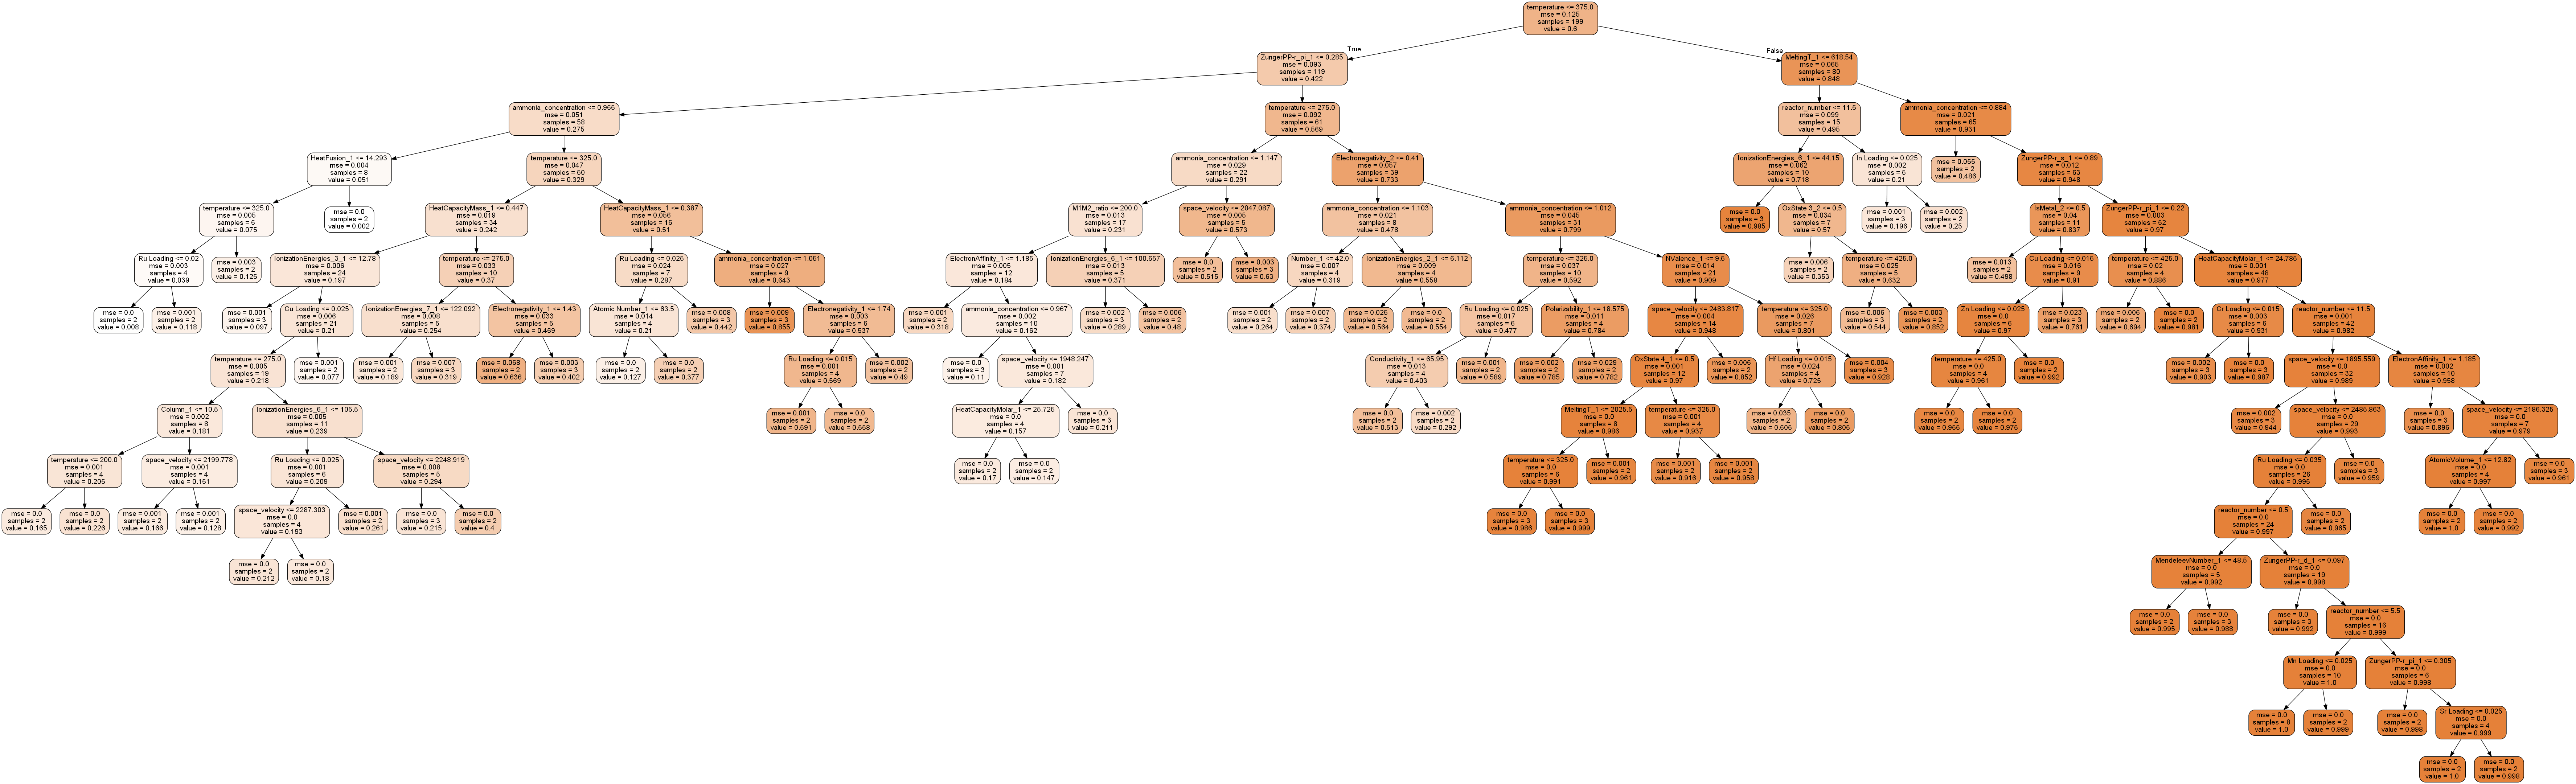 temperature <= 375.0
mse = 0.125
samples = 199
value = 0.6
True
False
ZungerPP-r_pi_1 <= 0.285
mse = 0.093
samples = 119
value = 0.422
MeltingT_1 <= 618.54
mse = 0.065
samples = 80
value = 0.848
ammonia_concentration <= 0.965
mse = 0.051
samples = 58
value = 0.275
temperature <= 275.0
mse = 0.092
samples = 61
value = 0.569
reactor_number <= 11.5
mse = 0.099
samples = 15
value = 0.495
ammonia_concentration <= 0.884
mse = 0.021
samples = 65
value = 0.931
HeatFusion_1 <= 14.293
mse = 0.004
samples = 8
value = 0.051
temperature <= 325.0
mse = 0.047
samples = 50
value = 0.329
ammonia_concentration <= 1.147
mse = 0.029
samples = 22
value = 0.291
Electronegativity_2 <= 0.41
mse = 0.057
samples = 39
value = 0.733
IonizationEnergies_6_1 <= 44.15
mse = 0.062
samples = 10
value = 0.718
In Loading <= 0.025
mse = 0.002
samples = 5
value = 0.21
mse = 0.055
samples = 2
value = 0.486
ZungerPP-r_s_1 <= 0.89
mse = 0.012
samples = 63
value = 0.948
temperature <= 325.0
mse = 0.005
samples = 6
value = 0.075
mse = 0.0
samples = 2
value = 0.002
HeatCapacityMass_1 <= 0.447
mse = 0.019
samples = 34
value = 0.242
HeatCapacityMass_1 <= 0.387
mse = 0.056
samples = 16
value = 0.51
M1M2_ratio <= 200.0
mse = 0.013
samples = 17
value = 0.231
space_velocity <= 2047.087
mse = 0.005
samples = 5
value = 0.573
ammonia_concentration <= 1.103
mse = 0.021
samples = 8
value = 0.478
ammonia_concentration <= 1.012
mse = 0.045
samples = 31
value = 0.799
mse = 0.0
samples = 3
value = 0.985
OxState 3_2 <= 0.5
mse = 0.034
samples = 7
value = 0.57
mse = 0.001
samples = 3
value = 0.196
mse = 0.002
samples = 2
value = 0.25
IsMetal_2 <= 0.5
mse = 0.04
samples = 11
value = 0.837
ZungerPP-r_pi_1 <= 0.22
mse = 0.003
samples = 52
value = 0.97
Ru Loading <= 0.02
mse = 0.003
samples = 4
value = 0.039
mse = 0.003
samples = 2
value = 0.125
IonizationEnergies_3_1 <= 12.78
mse = 0.006
samples = 24
value = 0.197
temperature <= 275.0
mse = 0.033
samples = 10
value = 0.37
Ru Loading <= 0.025
mse = 0.024
samples = 7
value = 0.287
ammonia_concentration <= 1.051
mse = 0.027
samples = 9
value = 0.643
ElectronAffinity_1 <= 1.185
mse = 0.005
samples = 12
value = 0.184
IonizationEnergies_6_1 <= 100.657
mse = 0.013
samples = 5
value = 0.371
mse = 0.0
samples = 2
value = 0.515
mse = 0.003
samples = 3
value = 0.63
Number_1 <= 42.0
mse = 0.007
samples = 4
value = 0.319
IonizationEnergies_2_1 <= 6.112
mse = 0.009
samples = 4
value = 0.558
temperature <= 325.0
mse = 0.037
samples = 10
value = 0.592
NValence_1 <= 9.5
mse = 0.014
samples = 21
value = 0.909
mse = 0.006
samples = 2
value = 0.353
temperature <= 425.0
mse = 0.025
samples = 5
value = 0.632
mse = 0.013
samples = 2
value = 0.498
Cu Loading <= 0.015
mse = 0.016
samples = 9
value = 0.91
temperature <= 425.0
mse = 0.02
samples = 4
value = 0.886
HeatCapacityMolar_1 <= 24.785
mse = 0.001
samples = 48
value = 0.977
mse = 0.0
samples = 2
value = 0.008
mse = 0.001
samples = 2
value = 0.118
mse = 0.001
samples = 3
value = 0.097
Cu Loading <= 0.025
mse = 0.006
samples = 21
value = 0.21
IonizationEnergies_7_1 <= 122.092
mse = 0.008
samples = 5
value = 0.254
Electronegativity_1 <= 1.43
mse = 0.033
samples = 5
value = 0.469
Atomic Number_1 <= 63.5
mse = 0.014
samples = 4
value = 0.21
mse = 0.008
samples = 3
value = 0.442
mse = 0.009
samples = 3
value = 0.855
Electronegativity_1 <= 1.74
mse = 0.003
samples = 6
value = 0.537
mse = 0.001
samples = 2
value = 0.318
ammonia_concentration <= 0.967
mse = 0.002
samples = 10
value = 0.162
mse = 0.002
samples = 3
value = 0.289
mse = 0.006
samples = 2
value = 0.48
mse = 0.001
samples = 2
value = 0.264
mse = 0.007
samples = 2
value = 0.374
mse = 0.025
samples = 2
value = 0.564
mse = 0.0
samples = 2
value = 0.554
Ru Loading <= 0.025
mse = 0.017
samples = 6
value = 0.477
Polarizability_1 <= 18.575
mse = 0.011
samples = 4
value = 0.784
space_velocity <= 2483.817
mse = 0.004
samples = 14
value = 0.948
temperature <= 325.0
mse = 0.026
samples = 7
value = 0.801
mse = 0.006
samples = 3
value = 0.544
mse = 0.003
samples = 2
value = 0.852
Zn Loading <= 0.025
mse = 0.0
samples = 6
value = 0.97
mse = 0.023
samples = 3
value = 0.761
mse = 0.006
samples = 2
value = 0.694
mse = 0.0
samples = 2
value = 0.981
Cr Loading <= 0.015
mse = 0.003
samples = 6
value = 0.931
reactor_number <= 11.5
mse = 0.001
samples = 42
value = 0.982
temperature <= 275.0
mse = 0.005
samples = 19
value = 0.218
mse = 0.001
samples = 2
value = 0.077
mse = 0.001
samples = 2
value = 0.189
mse = 0.007
samples = 3
value = 0.319
mse = 0.068
samples = 2
value = 0.636
mse = 0.003
samples = 3
value = 0.402
mse = 0.0
samples = 2
value = 0.127
mse = 0.0
samples = 2
value = 0.377
Ru Loading <= 0.015
mse = 0.001
samples = 4
value = 0.569
mse = 0.002
samples = 2
value = 0.49
mse = 0.0
samples = 3
value = 0.11
space_velocity <= 1948.247
mse = 0.001
samples = 7
value = 0.182
Conductivity_1 <= 65.95
mse = 0.013
samples = 4
value = 0.403
mse = 0.001
samples = 2
value = 0.589
mse = 0.002
samples = 2
value = 0.785
mse = 0.029
samples = 2
value = 0.782
OxState 4_1 <= 0.5
mse = 0.001
samples = 12
value = 0.97
mse = 0.006
samples = 2
value = 0.852
Hf Loading <= 0.015
mse = 0.024
samples = 4
value = 0.725
mse = 0.004
samples = 3
value = 0.928
temperature <= 425.0
mse = 0.0
samples = 4
value = 0.961
mse = 0.0
samples = 2
value = 0.992
mse = 0.002
samples = 3
value = 0.903
mse = 0.0
samples = 3
value = 0.987
space_velocity <= 1895.559
mse = 0.0
samples = 32
value = 0.989
ElectronAffinity_1 <= 1.185
mse = 0.002
samples = 10
value = 0.958
Column_1 <= 10.5
mse = 0.002
samples = 8
value = 0.181
IonizationEnergies_6_1 <= 105.5
mse = 0.005
samples = 11
value = 0.239
mse = 0.001
samples = 2
value = 0.591
mse = 0.0
samples = 2
value = 0.558
HeatCapacityMolar_1 <= 25.725
mse = 0.0
samples = 4
value = 0.157
mse = 0.0
samples = 3
value = 0.211
mse = 0.0
samples = 2
value = 0.513
mse = 0.002
samples = 2
value = 0.292
MeltingT_1 <= 2025.5
mse = 0.0
samples = 8
value = 0.986
temperature <= 325.0
mse = 0.001
samples = 4
value = 0.937
mse = 0.035
samples = 2
value = 0.605
mse = 0.0
samples = 2
value = 0.805
mse = 0.0
samples = 2
value = 0.955
mse = 0.0
samples = 2
value = 0.975
mse = 0.002
samples = 3
value = 0.944
space_velocity <= 2485.863
mse = 0.0
samples = 29
value = 0.993
mse = 0.0
samples = 3
value = 0.896
space_velocity <= 2186.325
mse = 0.0
samples = 7
value = 0.979
temperature <= 200.0
mse = 0.001
samples = 4
value = 0.205
space_velocity <= 2199.778
mse = 0.001
samples = 4
value = 0.151
Ru Loading <= 0.025
mse = 0.001
samples = 6
value = 0.209
space_velocity <= 2248.919
mse = 0.008
samples = 5
value = 0.294
mse = 0.0
samples = 2
value = 0.17
mse = 0.0
samples = 2
value = 0.147
temperature <= 325.0
mse = 0.0
samples = 6
value = 0.991
mse = 0.001
samples = 2
value = 0.961
mse = 0.001
samples = 2
value = 0.916
mse = 0.001
samples = 2
value = 0.958
Ru Loading <= 0.035
mse = 0.0
samples = 26
value = 0.995
mse = 0.0
samples = 3
value = 0.959
AtomicVolume_1 <= 12.82
mse = 0.0
samples = 4
value = 0.997
mse = 0.0
samples = 3
value = 0.961
mse = 0.0
samples = 2
value = 0.165
mse = 0.0
samples = 2
value = 0.226
mse = 0.001
samples = 2
value = 0.166
mse = 0.001
samples = 2
value = 0.128
space_velocity <= 2287.303
mse = 0.0
samples = 4
value = 0.193
mse = 0.001
samples = 2
value = 0.261
mse = 0.0
samples = 3
value = 0.215
mse = 0.0
samples = 2
value = 0.4
mse = 0.0
samples = 3
value = 0.986
mse = 0.0
samples = 3
value = 0.999
reactor_number <= 0.5
mse = 0.0
samples = 24
value = 0.997
mse = 0.0
samples = 2
value = 0.965
mse = 0.0
samples = 2
value = 1.0
mse = 0.0
samples = 2
value = 0.992
mse = 0.0
samples = 2
value = 0.212
mse = 0.0
samples = 2
value = 0.18
MendeleevNumber_1 <= 48.5
mse = 0.0
samples = 5
value = 0.992
ZungerPP-r_d_1 <= 0.097
mse = 0.0
samples = 19
value = 0.998
mse = 0.0
samples = 2
value = 0.995
mse = 0.0
samples = 3
value = 0.988
mse = 0.0
samples = 3
value = 0.992
reactor_number <= 5.5
mse = 0.0
samples = 16
value = 0.999
Mn Loading <= 0.025
mse = 0.0
samples = 10
value = 1.0
ZungerPP-r_pi_1 <= 0.305
mse = 0.0
samples = 6
value = 0.998
mse = 0.0
samples = 8
value = 1.0
mse = 0.0
samples = 2
value = 0.999
mse = 0.0
samples = 2
value = 0.998
Sr Loading <= 0.025
mse = 0.0
samples = 4
value = 0.999
mse = 0.0
samples = 2
value = 1.0
mse = 0.0
samples = 2
value = 0.998